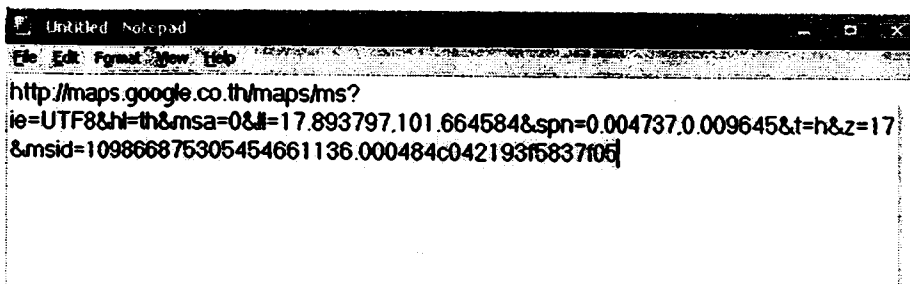 Untitled Notepad
File Edit Format View Help
http://maps.google.co.th/maps/ms?
ie=UTF8&hl=th&msa=0&ll=17.893797,101.664584&spn=0.004737,0.009645&t=h&z=17
&msid=109866875305454661136.000484c042193f5837f05